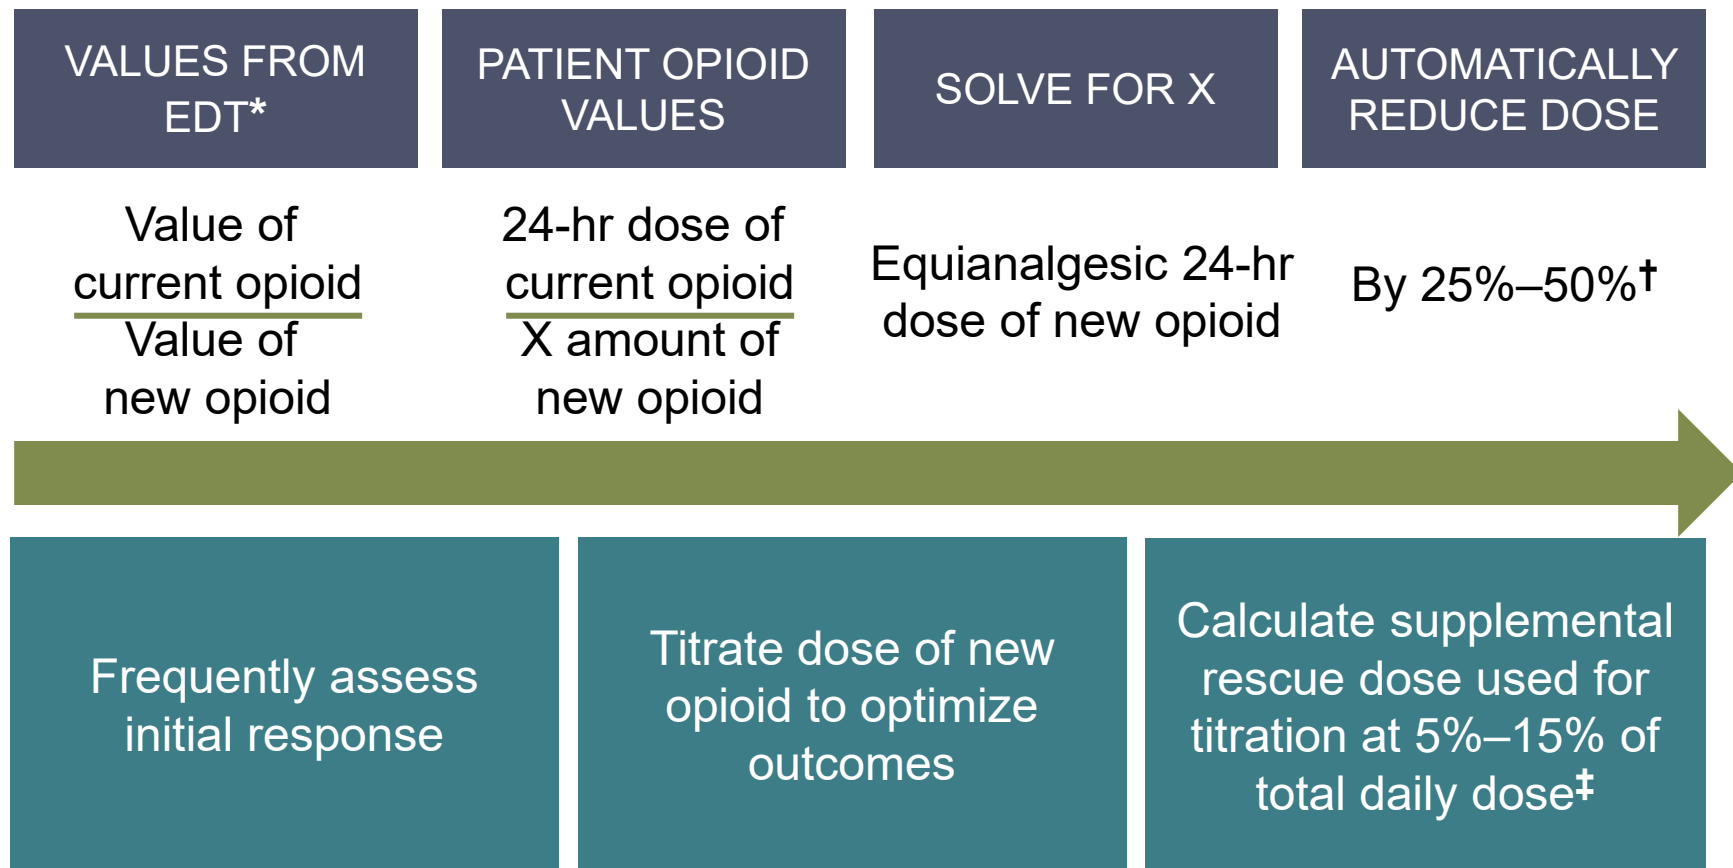 VALUES FROM
EDT*
PATIENT OPIOID
VALUES
SOLVE FOR X
AUTOMATICALLY
REDUCE DOSE
Value of
current opioid
Value of
new opioid
24-hr dose of
current opioid
X amount of
new opioid
Equianalgesic 24-hr
dose of new opioid
By 25%–50%†
Frequently assess
initial response
Titrate dose of new
opioid to optimize
outcomes
Calculate supplemental
rescue dose used for
titration at 5%–15% of
total daily dose‡